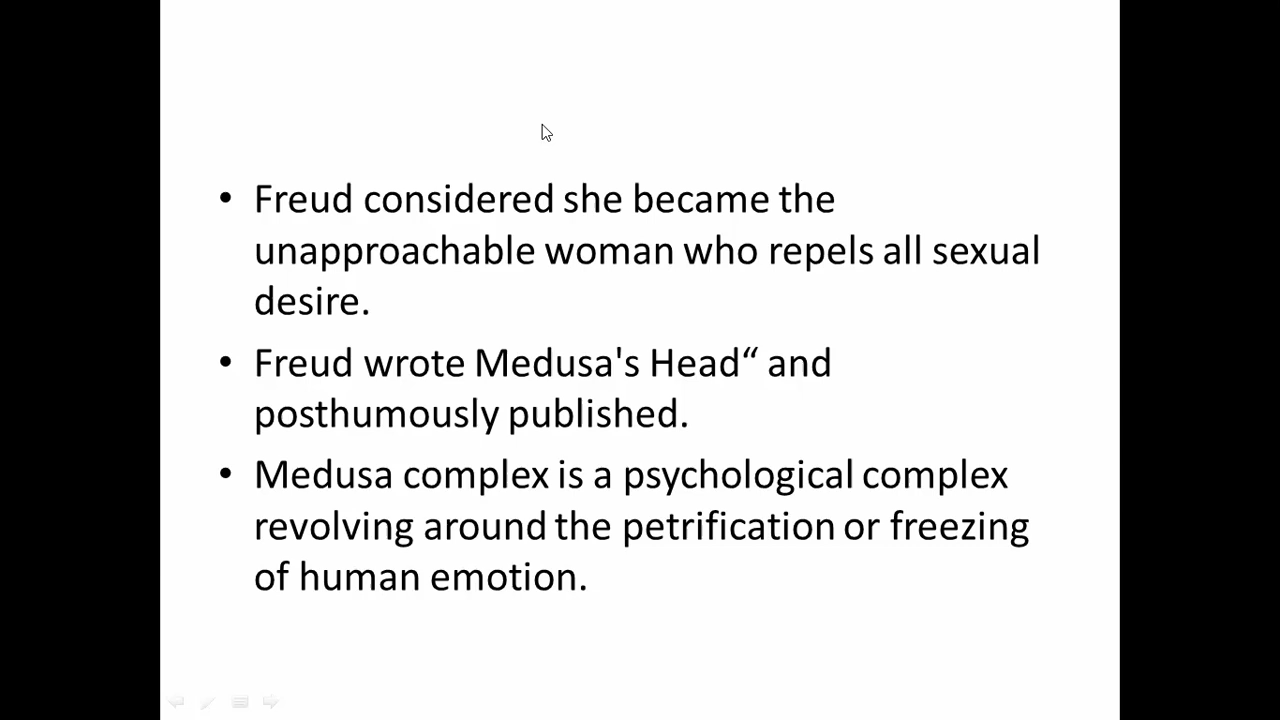 • Freud considered she became the
unapproachable woman who repels all sexual
desire.
• Freud wrote Medusa's Head“ and
posthumously published.
• Medusa complex is a psychological complex
revolving around the petrification or freezing
of human emotion.